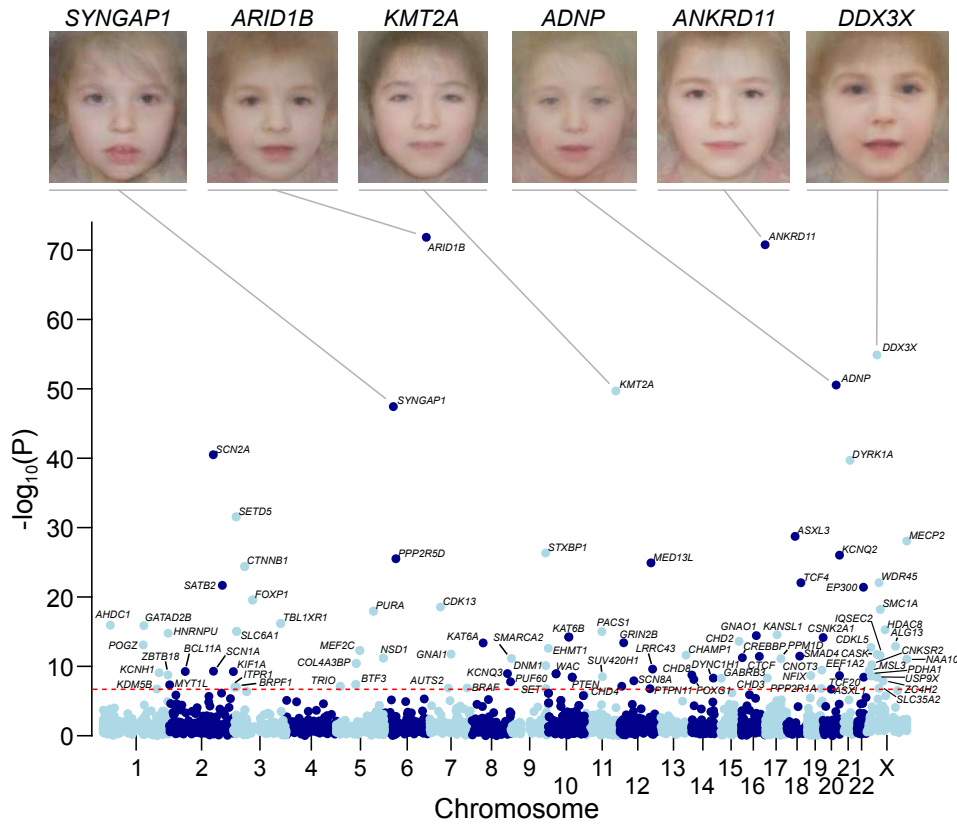 SYNGAP1 ARID1B KMT2A ADNP ANKRD11 DDX3X
70
ARID1B
ANKRD11
60
DDX3X
50
KMT2A
ADNP
SYNGAP1
40
SCN2A
DYRK1A
30
SETD5
ASXL3
MECP2
CTNNB1
PPP2R5D
STXBP1
MED13L
KCNQ2
SATB2
TCF4
EP300
WDR45
20
FOXP1
CDK13
PURA
SMC1A
AHDC1
GATAD2B
TBL1XR1
HNRNPU
SLC6A1
POGZ
ZBTB18
BCL11A
SCN1A
KCNH1
KIF1A
ITPR1
KDM5B
MYT1L
BRPF1
MEF2C
NSD1
COL4A3BP
TRIO
BTF3
GNAI1
AUTS2
KAT6A
SMARCA2
KCNQ3
DNM1
PUF60
BRAF
SET
KAT6B
EHMT1
WAC
PTEN
PACS1
SUV420H1
GRIN2B
LRRC43
CHD4
SCN8A
PTPN11
CHAMP1
CHD8
DYNC1H1
FOXG1
CHD2
GABRB3
GNAO1
CREBBP
CTCF
CHD3
KANSL1
PPM1D
NFIX
PPP2R1A
SMAD4
CNOT3
CSNK2A1
EEF1A2
TCF20
ASXL1
IQSEC2
CDKL5
CASK
HDAC8
ALG13
CNKSR2
NAA10
MSL3
PDHA1
USP9X
ZC4H2
SLC35A2
10
0
-log10(P)
1 2 3 4 5 6 7 8 9 10 11 12 13 14 15 16 17 18 19 20 21 22 X
Chromosome